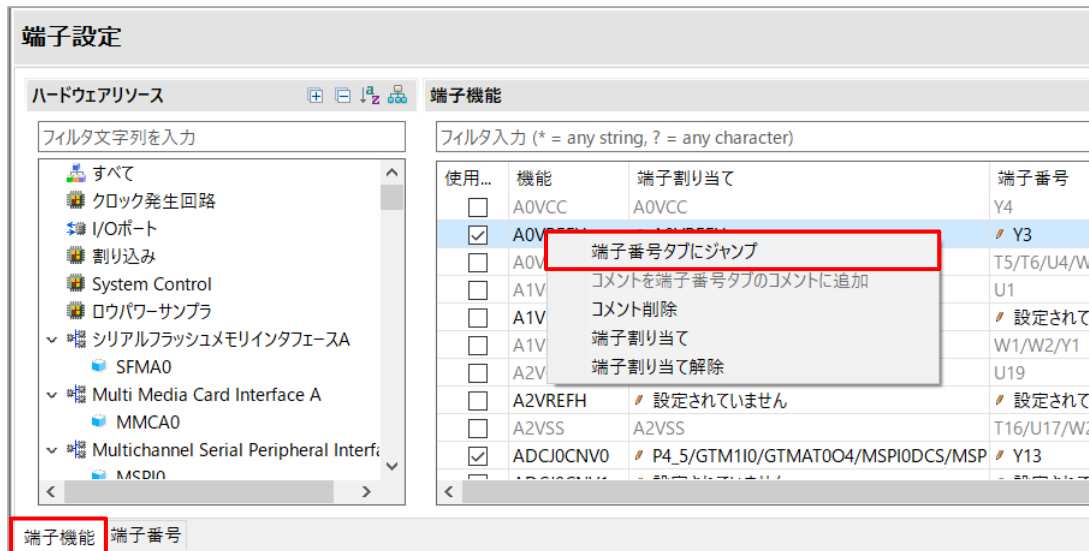 端子設定
ハードウェアリソース
フィルタ文字列を入力
すべて
クロック発生回路
I/Oポート
割り込み
System Control
ロウパワーサンプラ
シリアルフラッシュメモリインタフェースA
SFMA0
Multi Media Card Interface A
MMCA0
Multichannel Serial Peripheral Interfa
MSPI0
端子機能
フィルタ入力 (* = any string, ? = any character)
使用... 機能 端子割り当て 端子番号
A0VCC A0VCC Y4
A0VREFH A0VREFH Y3
A0V T5/T6/U4/W
A1V U1
A1V 設定されて
A1V W1/W2/Y1
A2V U19
A2VREFH 設定されていません 設定されて
A2VSS A2VSS T16/U17/W2
ADCJ0CNV0 P4_5/GTM1I0/GTMAT0O4/MSPI0DCS/MSP Y13
端子番号タブにジャンプ
コメントを端子番号タブのコメントに追加
コメント削除
端子割り当て
端子割り当て解除
端子機能 端子番号